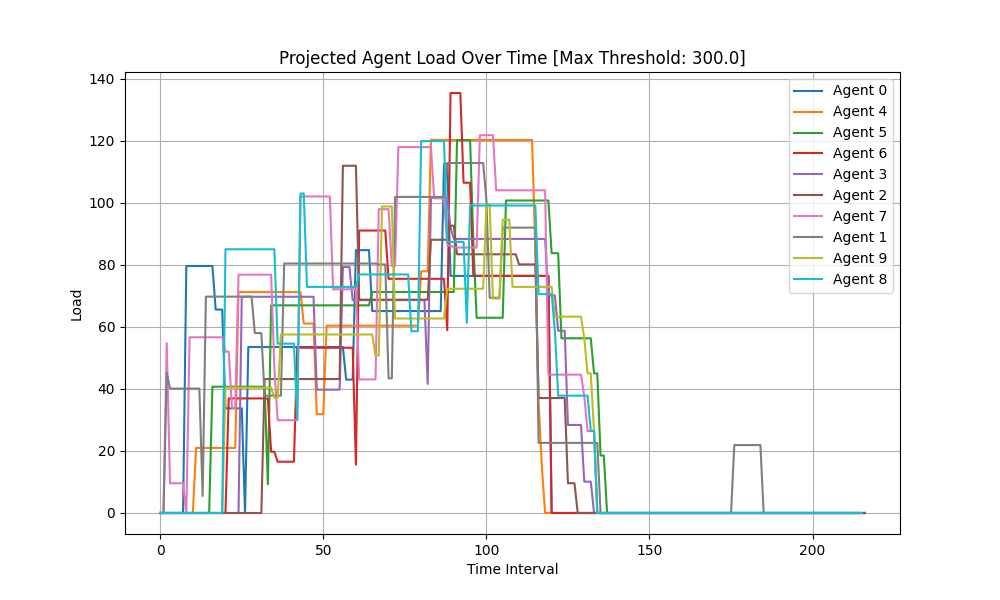 Projected Agent Load Over Time [Max Threshold: 300.0]
140
120
100
80
60
40
20
0
Load
0
50
100
150
200
Time Interval
Agent 0
Agent 4
Agent 5
Agent 6
Agent 3
Agent 2
Agent 7
Agent 1
Agent 9
Agent 8